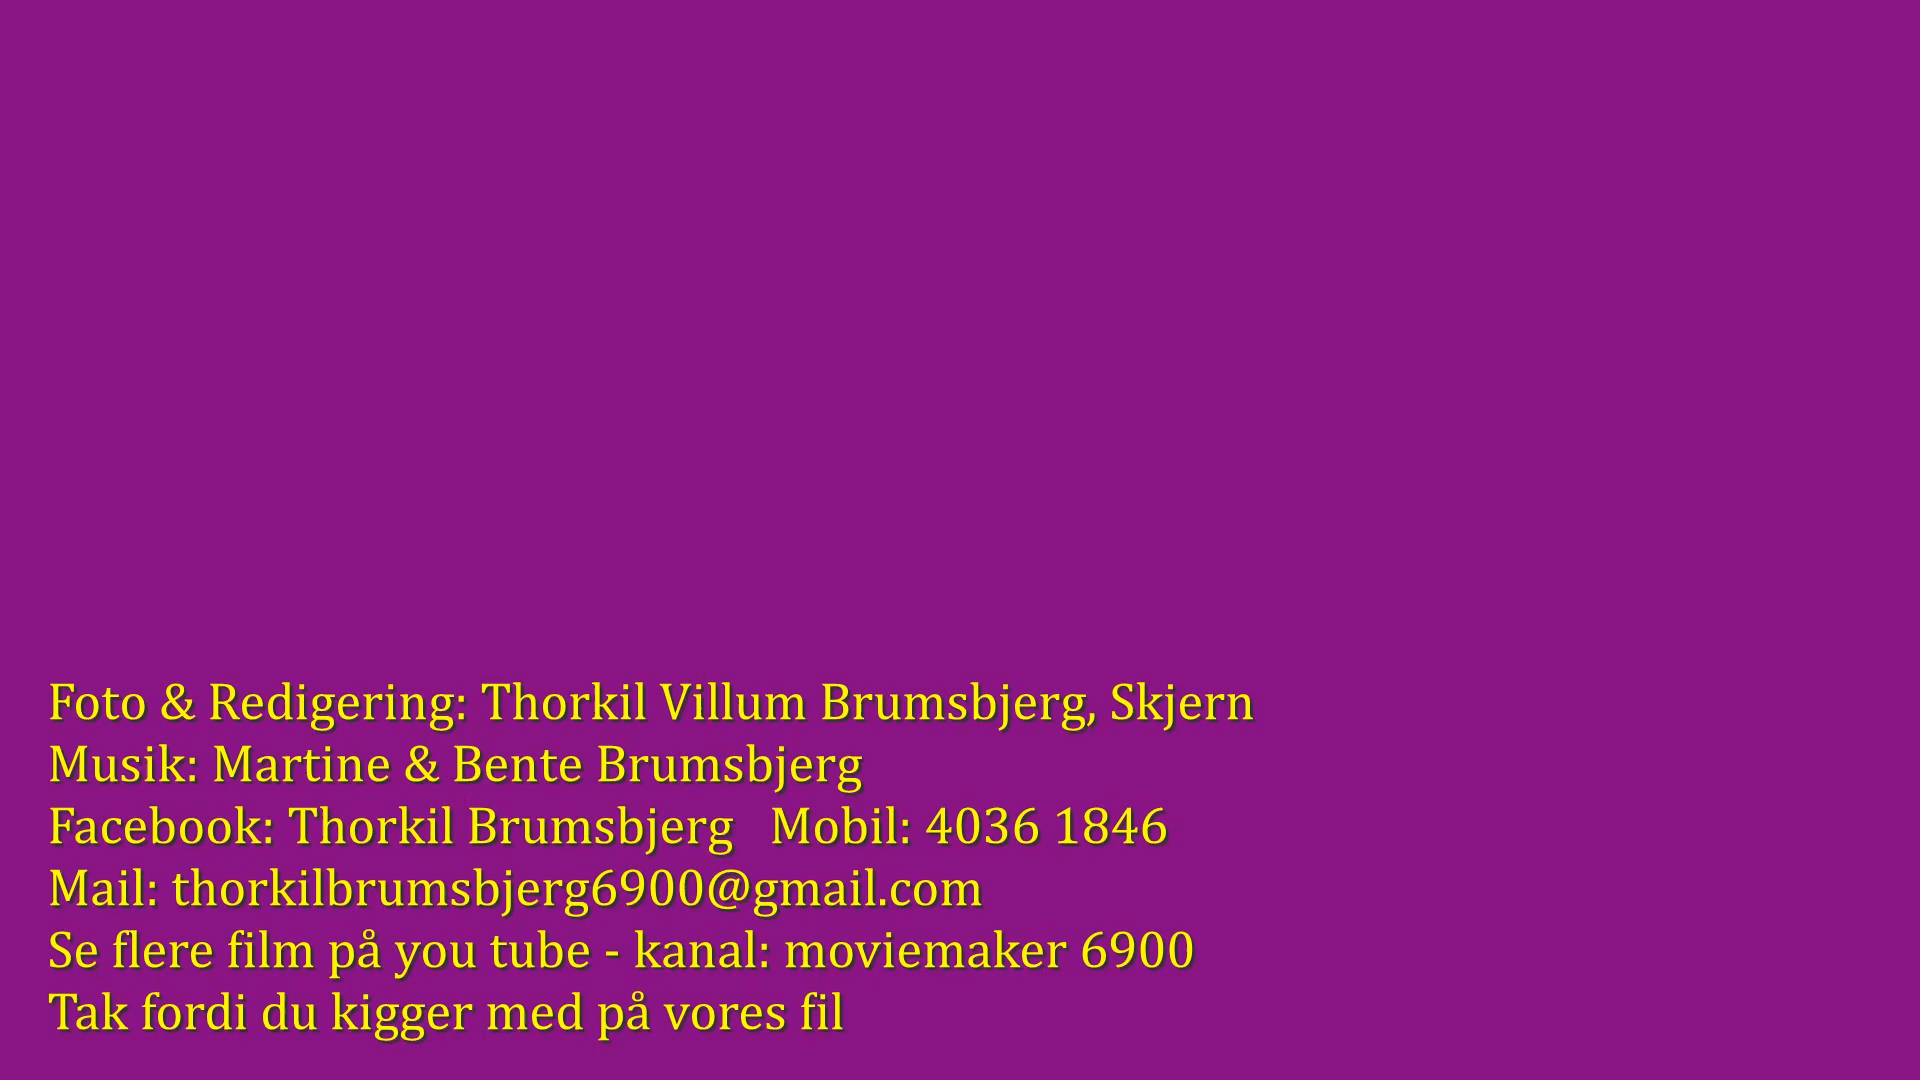 Foto & Redigering: Thorkil Villum Brumsbjerg, Skjern
Musik: Martine & Bente Brumsbjerg
Facebook: Thorkil Brumsbjerg   Mobil: 4036 1846
Mail: thorkilbrumsbjerg6900@gmail.com
Se flere film på you tube - kanal: moviemaker 6900
Tak fordi du kigger med på vores fil